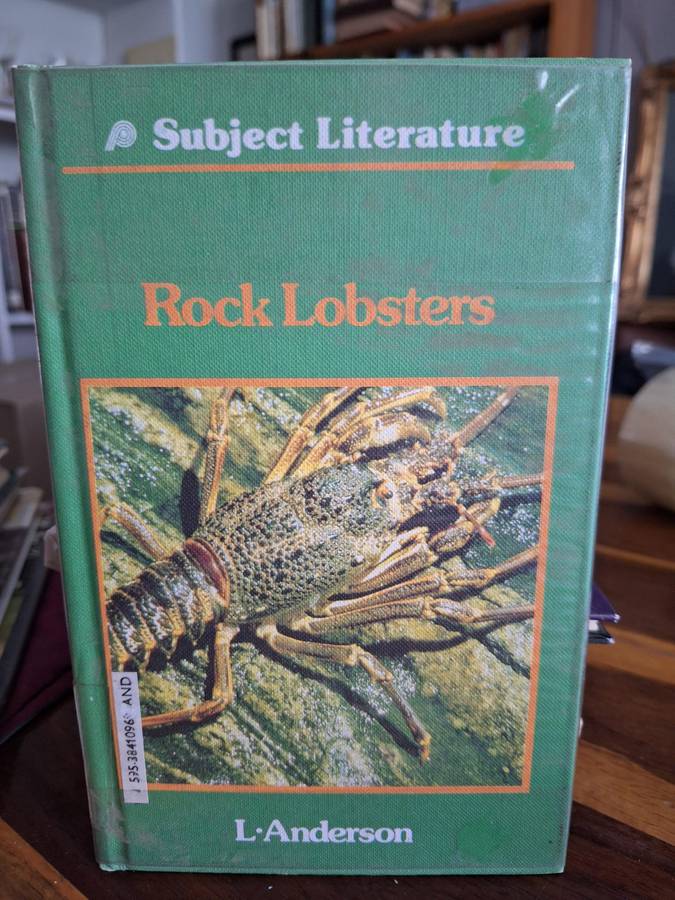 Subject Literature
Rock Lobsters
595.3841096 AND
L·Anderson